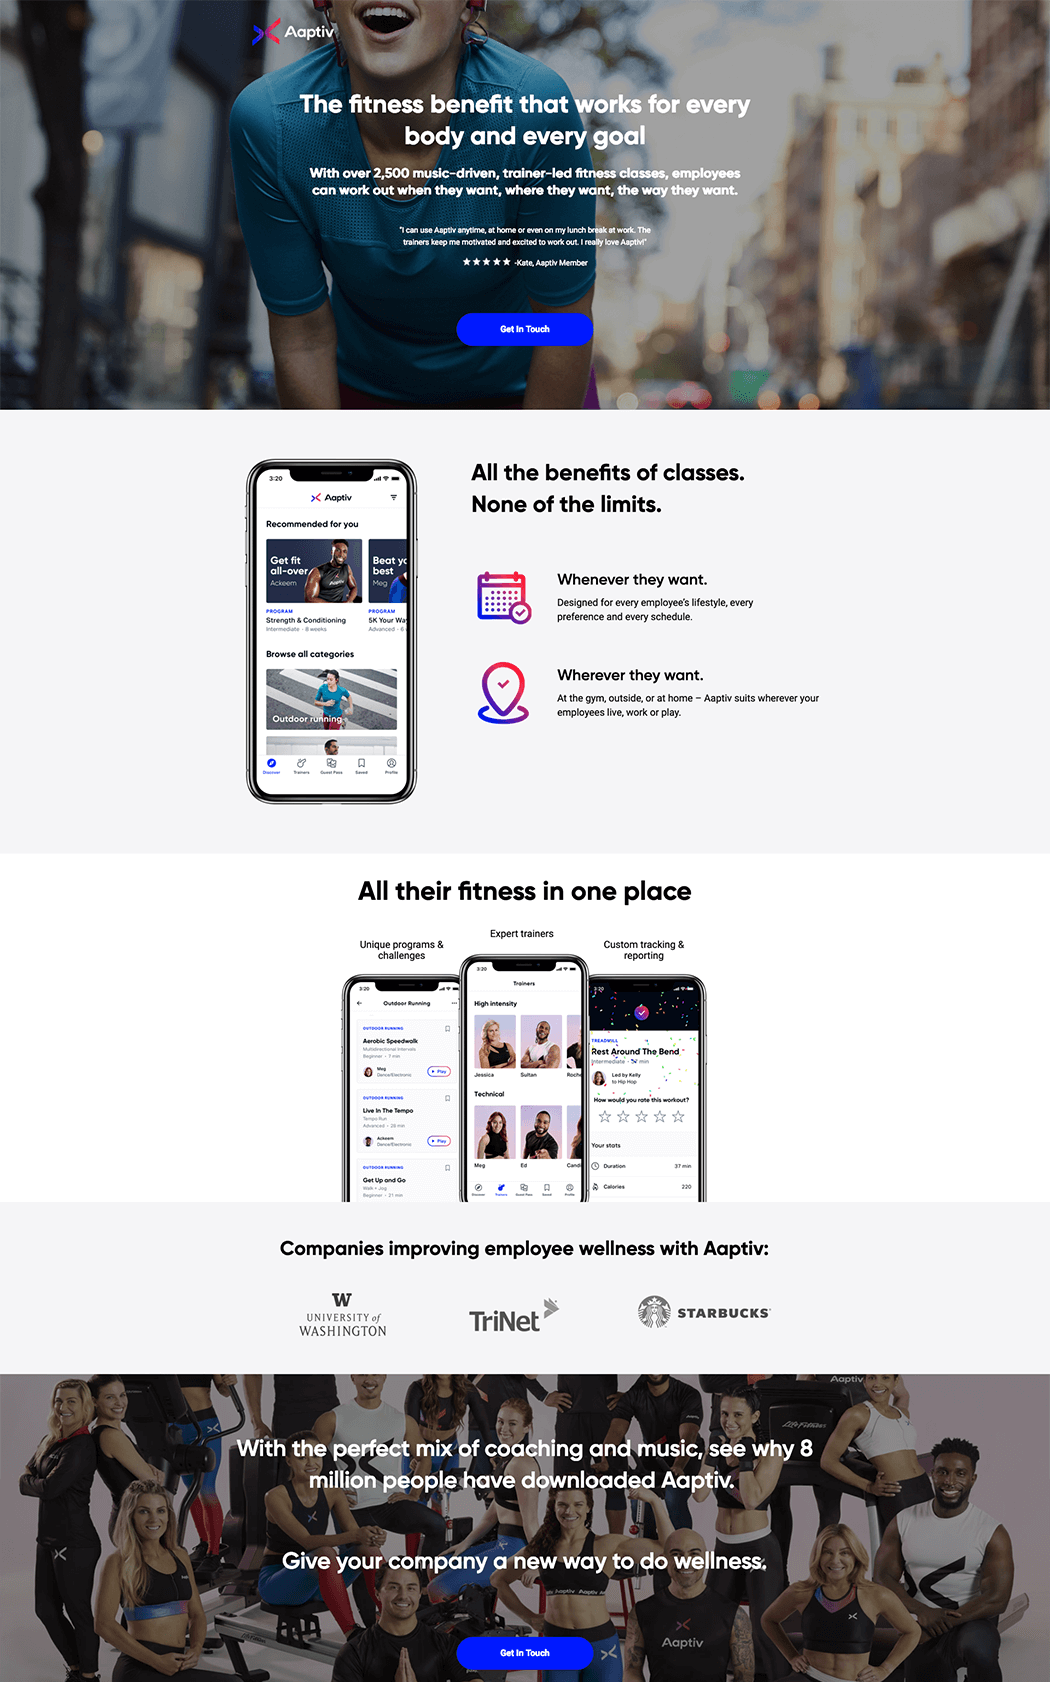 Aaptiv
The fitness benefit that works for every
body and every goal
With over 2,500 music-driven, trainer-led fitness classes, employees
can work out when they want, where they want, the way they want.
"I can use Aaptiv anytime, at home or even on my lunch break at work. The
trainers keep me motivated and excited to work out. I really love Aaptiv!"
★★★★★ -Kate, Aaptiv Member
Get In Touch
3:20
Aaptiv
Recommended for you
Get fit
all-over
Ackeem
Beat yo
best
Meg
PROGRAM
Strength & Conditioning
Intermediate • 8 weeks
PROGRAM
5K Your Way
Advanced • 6
Browse all categories
Outdoor running
Discover
Trainers
Guest Pass
Saved
Profile
All the benefits of classes.
None of the limits.
Whenever they want.
Designed for every employee's lifestyle, every
preference and every schedule.
Wherever they want.
At the gym, outside, or at home – Aaptiv suits wherever your
employees live, work or play.
All their fitness in one place
Unique programs &
challenges
Expert trainers
Custom tracking &
reporting
3:20
Outdoor Running
OUTDOOR RUNNING
Aerobic Speedwalk
Multidirectional Intervals
Beginner • 7 min
Meg
Dance/Electronic
Play
OUTDOOR RUNNING
Live In The Tempo
Tempo Run
Advanced • 28 min
Ackeem
Dance/Electronic
Play
OUTDOOR RUNNING
Get Up and Go
Walk + Jog
Beginner • 21 min
3:20
Trainers
High intensity
Jessica
Sultan
Roch
Technical
Meg
Ed
Candi
Discover
Trainers
Guest Pass
Saved
Profile
3:20
TREADMILL
Rest Around The Bend
Intermediate • 37 min
Led by Kelly
to Hip Hop
How would you rate this workout?
Your stats
Duration
37 min
Calories
220
Companies improving employee wellness with Aaptiv:
W
UNIVERSITY of
WASHINGTON
TriNet
STARBUCKS
Aaptiv
Life Fitness
With the perfect mix of coaching and music, see why 8
million people have downloaded Aaptiv.
Give your company a new way to do wellness.
Aaptiv
Aaptiv
Aaptiv
Get In Touch